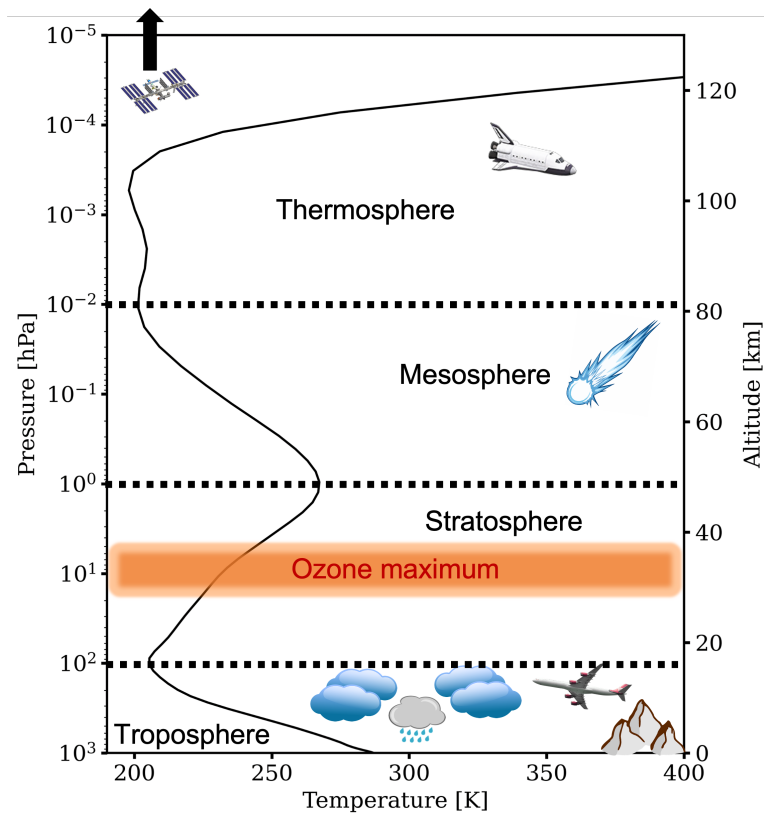 10⁻⁵
10⁻⁴
10⁻³
10⁻²
10⁻¹
10⁰
10¹
10²
10³
Pressure [hPa]
Thermosphere
Mesosphere
Stratosphere
Ozone maximum
Troposphere
120
100
80
60
40
20
0
Altitude [km]
200 250 300 350 400
Temperature [K]